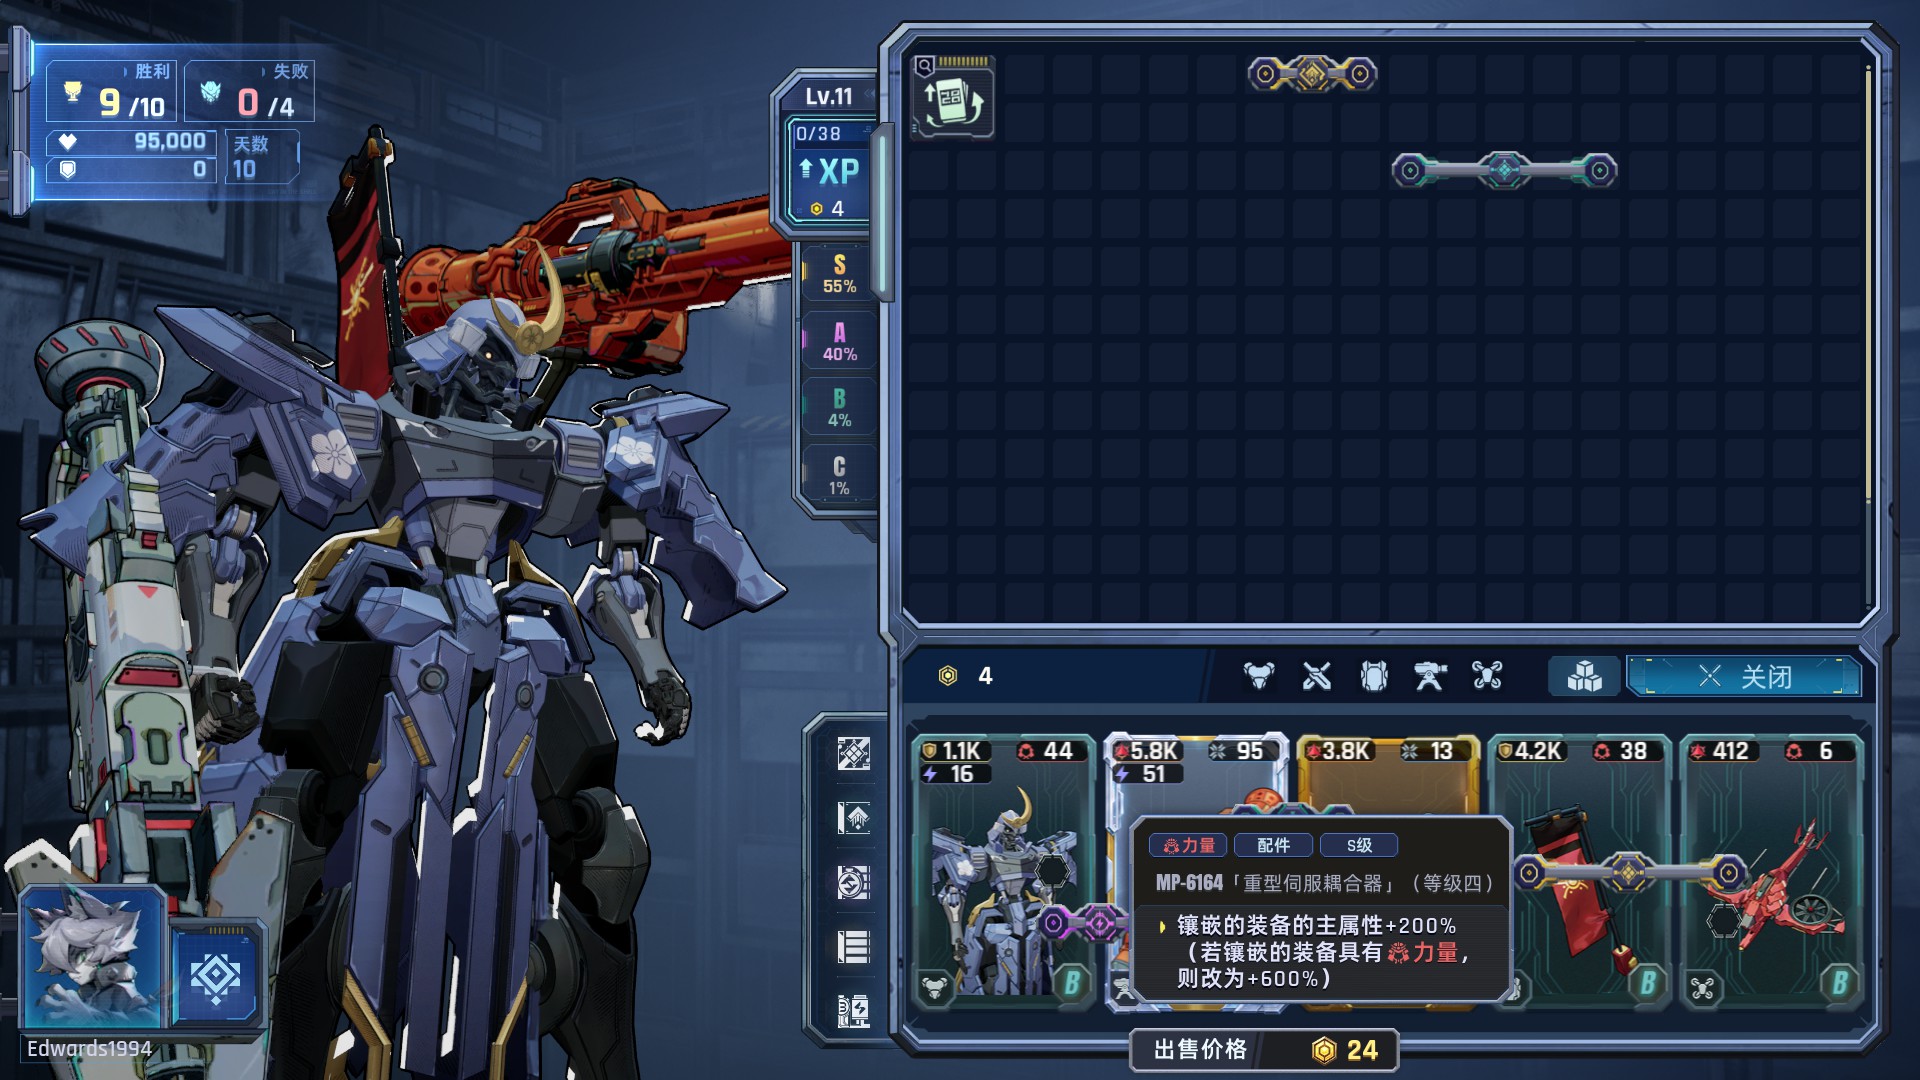 胜利
9/10
失败
0/4
95,000
0
天数
10
Lv.11
0/38
XP
4
S
55%
A
40%
B
4%
C
1%
4
关闭
1.1K
44
16
5.8K
95
51
3.8K
13
4.2K
38
412
6
力量
配件
S级
MP-6164「重型伺服耦合器」（等级四）
镶嵌的装备的主属性+200%
（若镶嵌的装备具有力量，
则改为+600%）
B
B
B
出售价格
24
Edwards1994